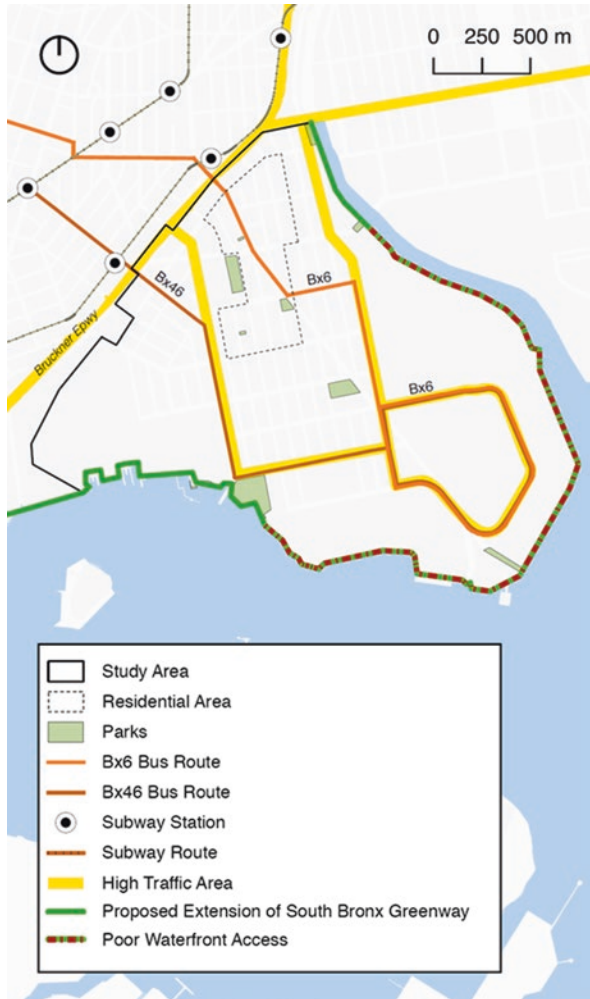 0 250 500 m
Bx6
Bx46
Bruckner Epwy
Bx6
Study Area
Residential Area
Parks
Bx6 Bus Route
Bx46 Bus Route
Subway Station
Subway Route
High Traffic Area
Proposed Extension of South Bronx Greenway
Poor Waterfront Access